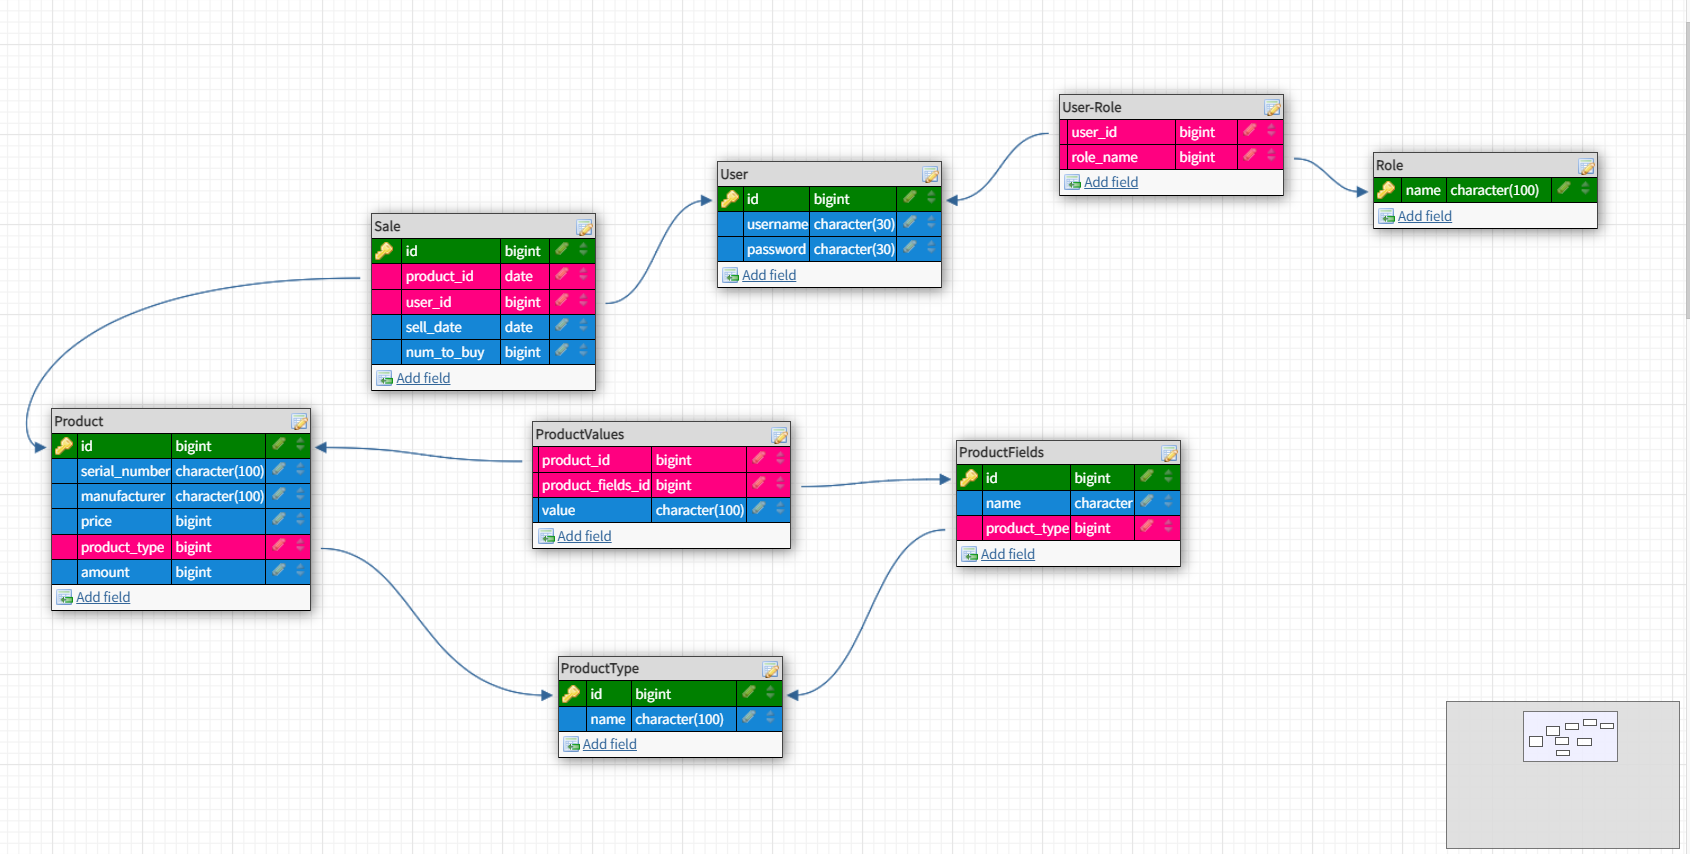 User-Role
user_id bigint
role_name bigint
Add field
Role
name character(100)
Add field
User
id bigint
username character(30)
password character(30)
Add field
Sale
id bigint
product_id date
user_id bigint
sell_date date
num_to_buy bigint
Add field
Product
id bigint
serial_number character(100)
manufacturer character(100)
price bigint
product_type bigint
amount bigint
Add field
ProductValues
product_id bigint
product_fields_id bigint
value character(100)
Add field
ProductFields
id bigint
name character
product_type bigint
Add field
ProductType
id bigint
name character(100)
Add field